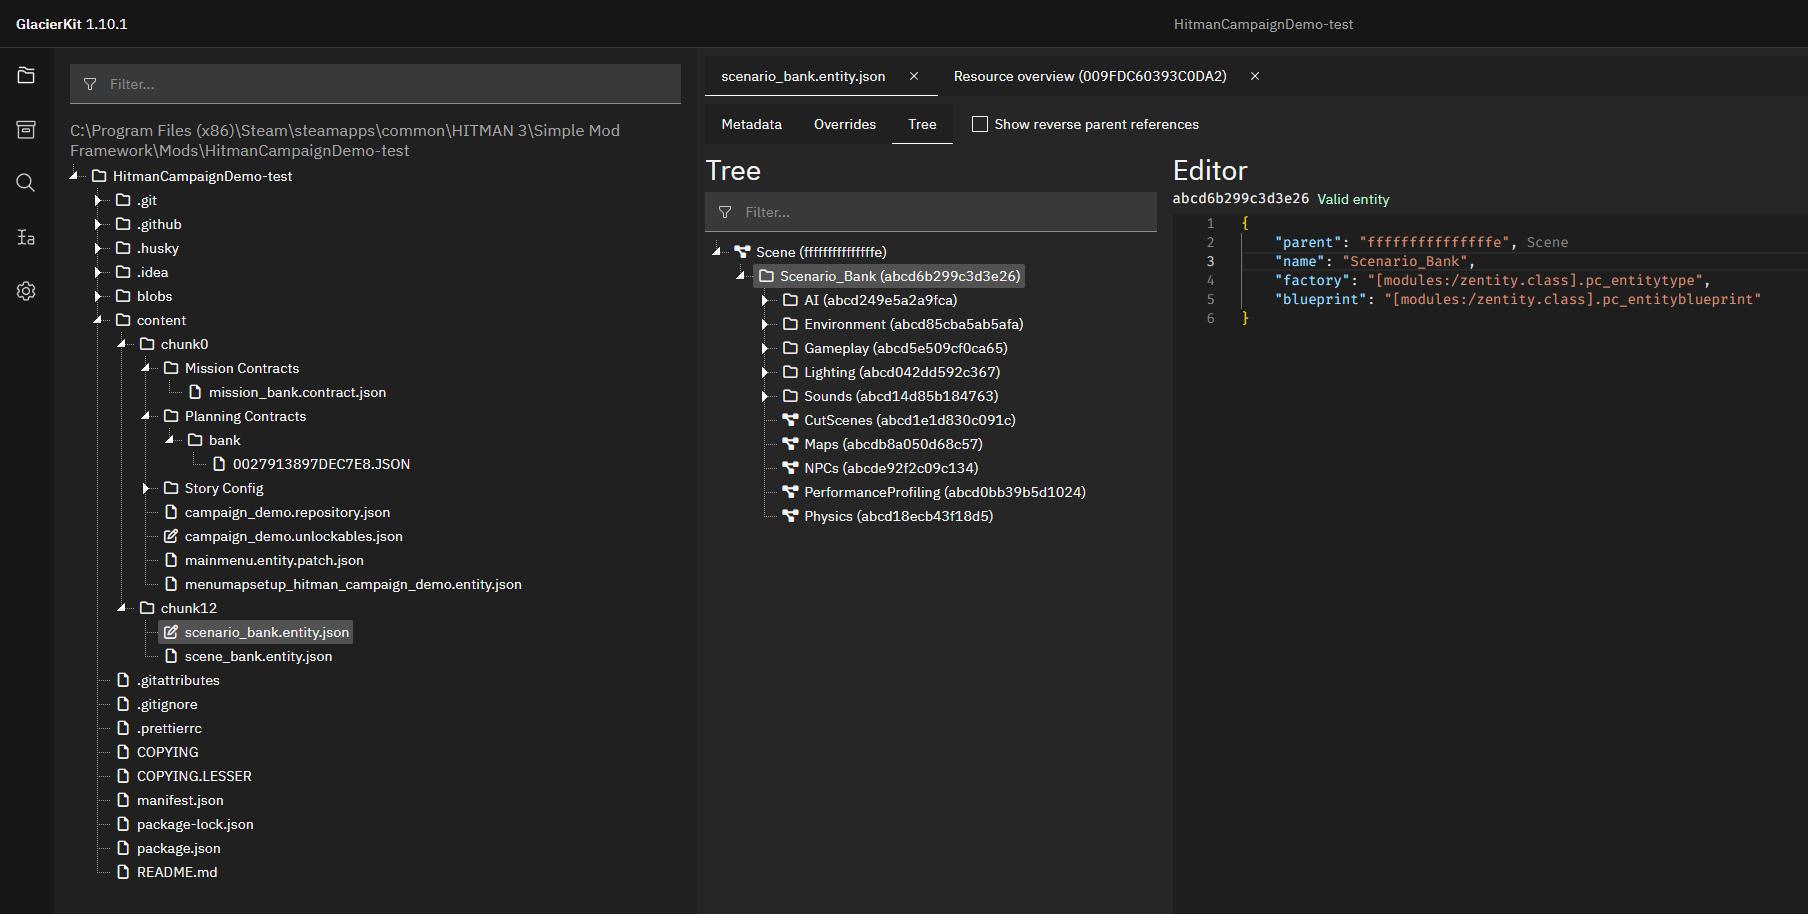 GlacierKit 1.10.1
HitmanCampaignDemo-test
Filter...
C:\Program Files (x86)\Steam\steamapps\common\HITMAN 3\Simple Mod
Framework\Mods\HitmanCampaignDemo-test
HitmanCampaignDemo-test
.git
.github
.husky
.idea
blobs
content
chunk0
Mission Contracts
mission_bank.contract.json
Planning Contracts
bank
0027913897DEC7E8.JSON
Story Config
campaign_demo.repository.json
campaign_demo.unlockables.json
mainmenu.entity.patch.json
menumapsetup_hitman_campaign_demo.entity.json
chunk12
scenario_bank.entity.json
scene_bank.entity.json
.gitattributes
.gitignore
.prettierrc
COPYING
COPYING.LESSER
manifest.json
package-lock.json
package.json
README.md
scenario_bank.entity.json
Resource overview (009FDC60393C0DA2)
Metadata
Overrides
Tree
Show reverse parent references
Tree
Filter...
Scene (fffffffffffffffe)
Scenario_Bank (abcd6b299c3d3e26)
AI (abcd249e5a2a9fca)
Environment (abcd85cba5ab5afa)
Gameplay (abcd5e509cf0ca65)
Lighting (abcd042dd592c367)
Sounds (abcd14d85b184763)
CutScenes (abcd1e1d830c091c)
Maps (abcdb8a050d68c57)
NPCs (abcde92f2c09c134)
PerformanceProfiling (abcd0bb39b5d1024)
Physics (abcd18ecb43f18d5)
Editor
abcd6b299c3d3e26 Valid entity
1 {
2 "parent": "fffffffffffffffe", Scene
3 "name": "Scenario_Bank",
4 "factory": "[modules:/zentity.class].pc_entitytype",
5 "blueprint": "[modules:/zentity.class].pc_entityblueprint"
6 }